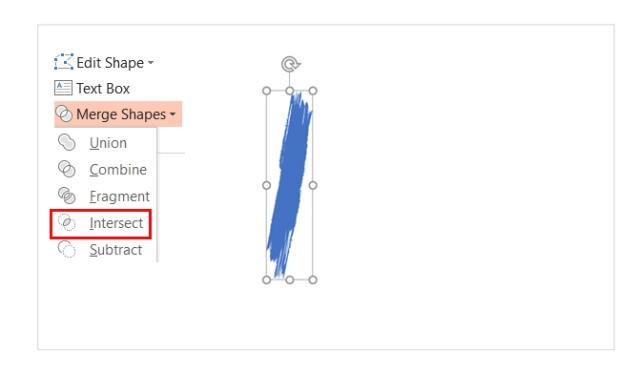 Edit Shape
Text Box
Merge Shapes
Union
Combine
Fragment
Intersect
Subtract